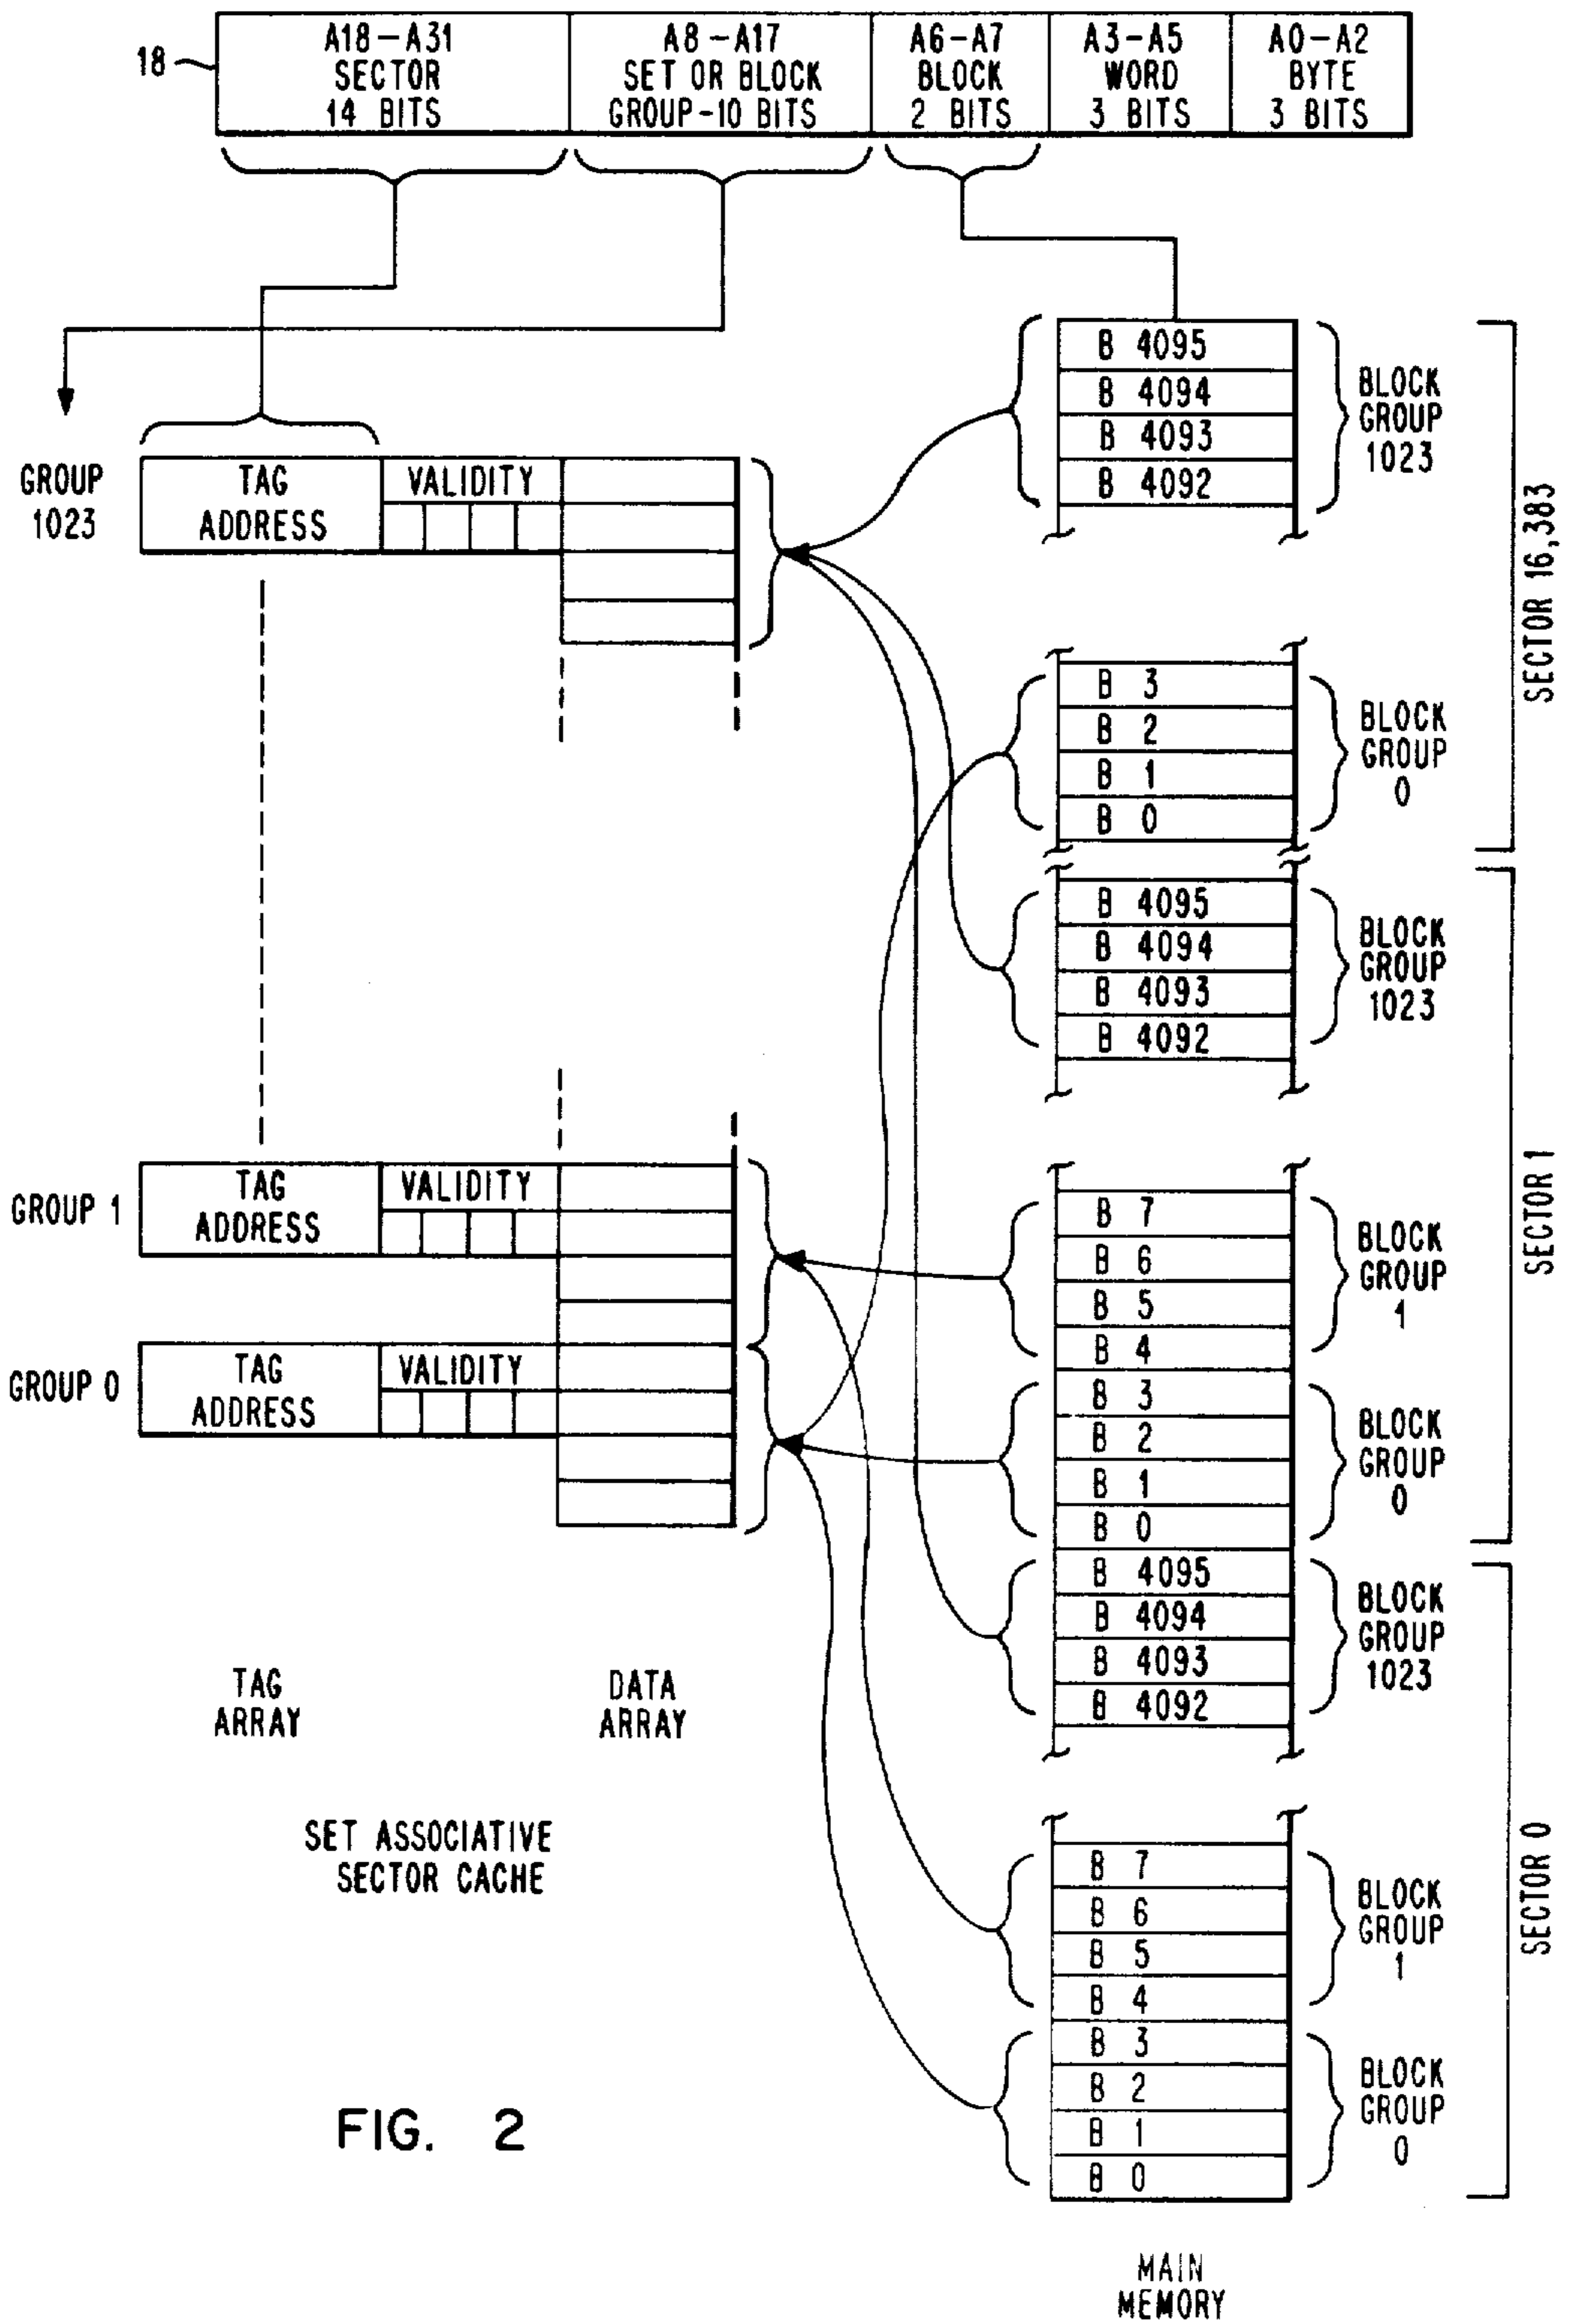 18
A18-A31
SECTOR
14 BITS
A8-A17
SET OR BLOCK
GROUP-10 BITS
A6-A7
BLOCK
2 BITS
A3-A5
WORD
3 BITS
A0-A2
BYTE
3 BITS
GROUP
1023
TAG
ADDRESS
VALIDITY
B 4095
B 4094
B 4093
B 4092
BLOCK
GROUP
1023
B 3
B 2
B 1
B 0
BLOCK
GROUP
0
SECTOR 16,383
B 4095
B 4094
B 4093
B 4092
BLOCK
GROUP
1023
GROUP 1
TAG
ADDRESS
VALIDITY
B 7
B 6
B 5
B 4
BLOCK
GROUP
1
GROUP 0
TAG
ADDRESS
VALIDITY
B 3
B 2
B 1
B 0
BLOCK
GROUP
0
SECTOR 1
B 4095
B 4094
B 4093
B 4092
BLOCK
GROUP
1023
TAG
ARRAY
DATA
ARRAY
SET ASSOCIATIVE
SECTOR CACHE
B 7
B 6
B 5
B 4
BLOCK
GROUP
1
B 3
B 2
B 1
B 0
BLOCK
GROUP
0
SECTOR 0
FIG. 2
MAIN
MEMORY